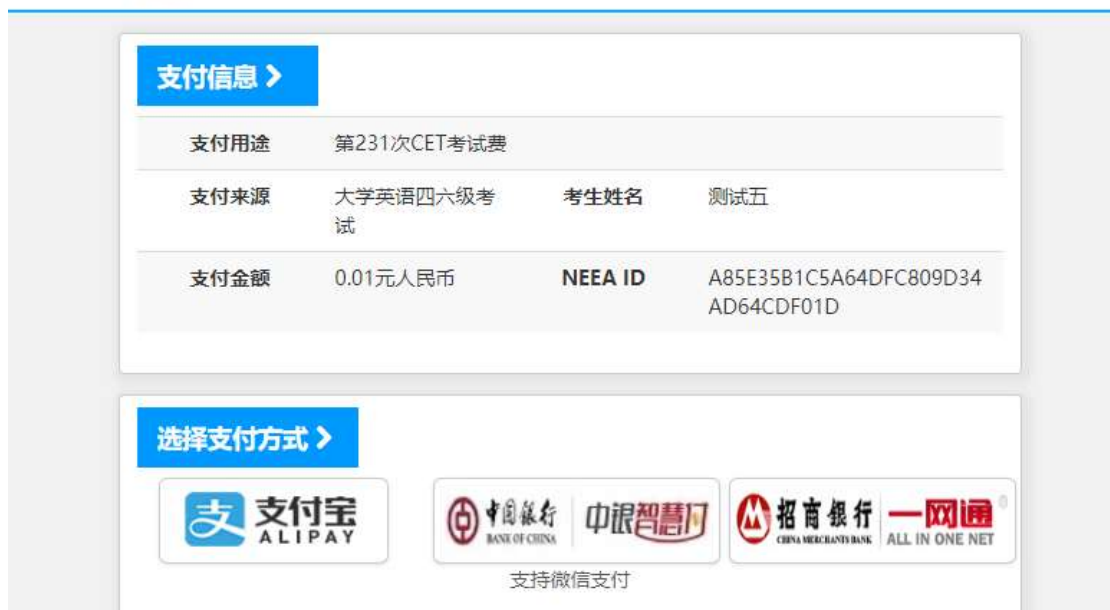 支付信息
支付用途 第231次CET考试费
支付来源 大学英语四六级考试 考生姓名 测试五
支付金额 0.01元人民币 NEEA ID A85E35B1C5A64DFC809D34
AD64CDF01D
选择支付方式
支付宝 中国银行 中银智慧付 招商银行 一网通
ALIPAY BANK OF CHINA CHINA MERCHANTS BANK ALL IN ONE NET
支持微信支付